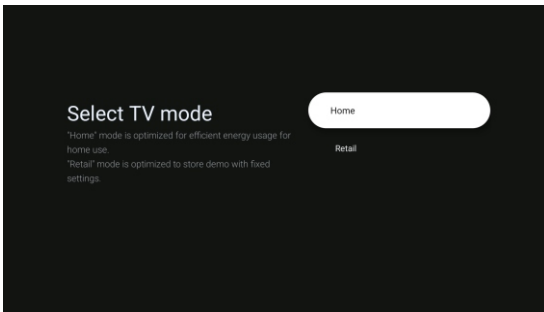 Select TV mode
"Home" mode is optimized for efficient energy usage for
home use.
"Retail" mode is optimized to store demo with fixed
settings.
Home
Retail